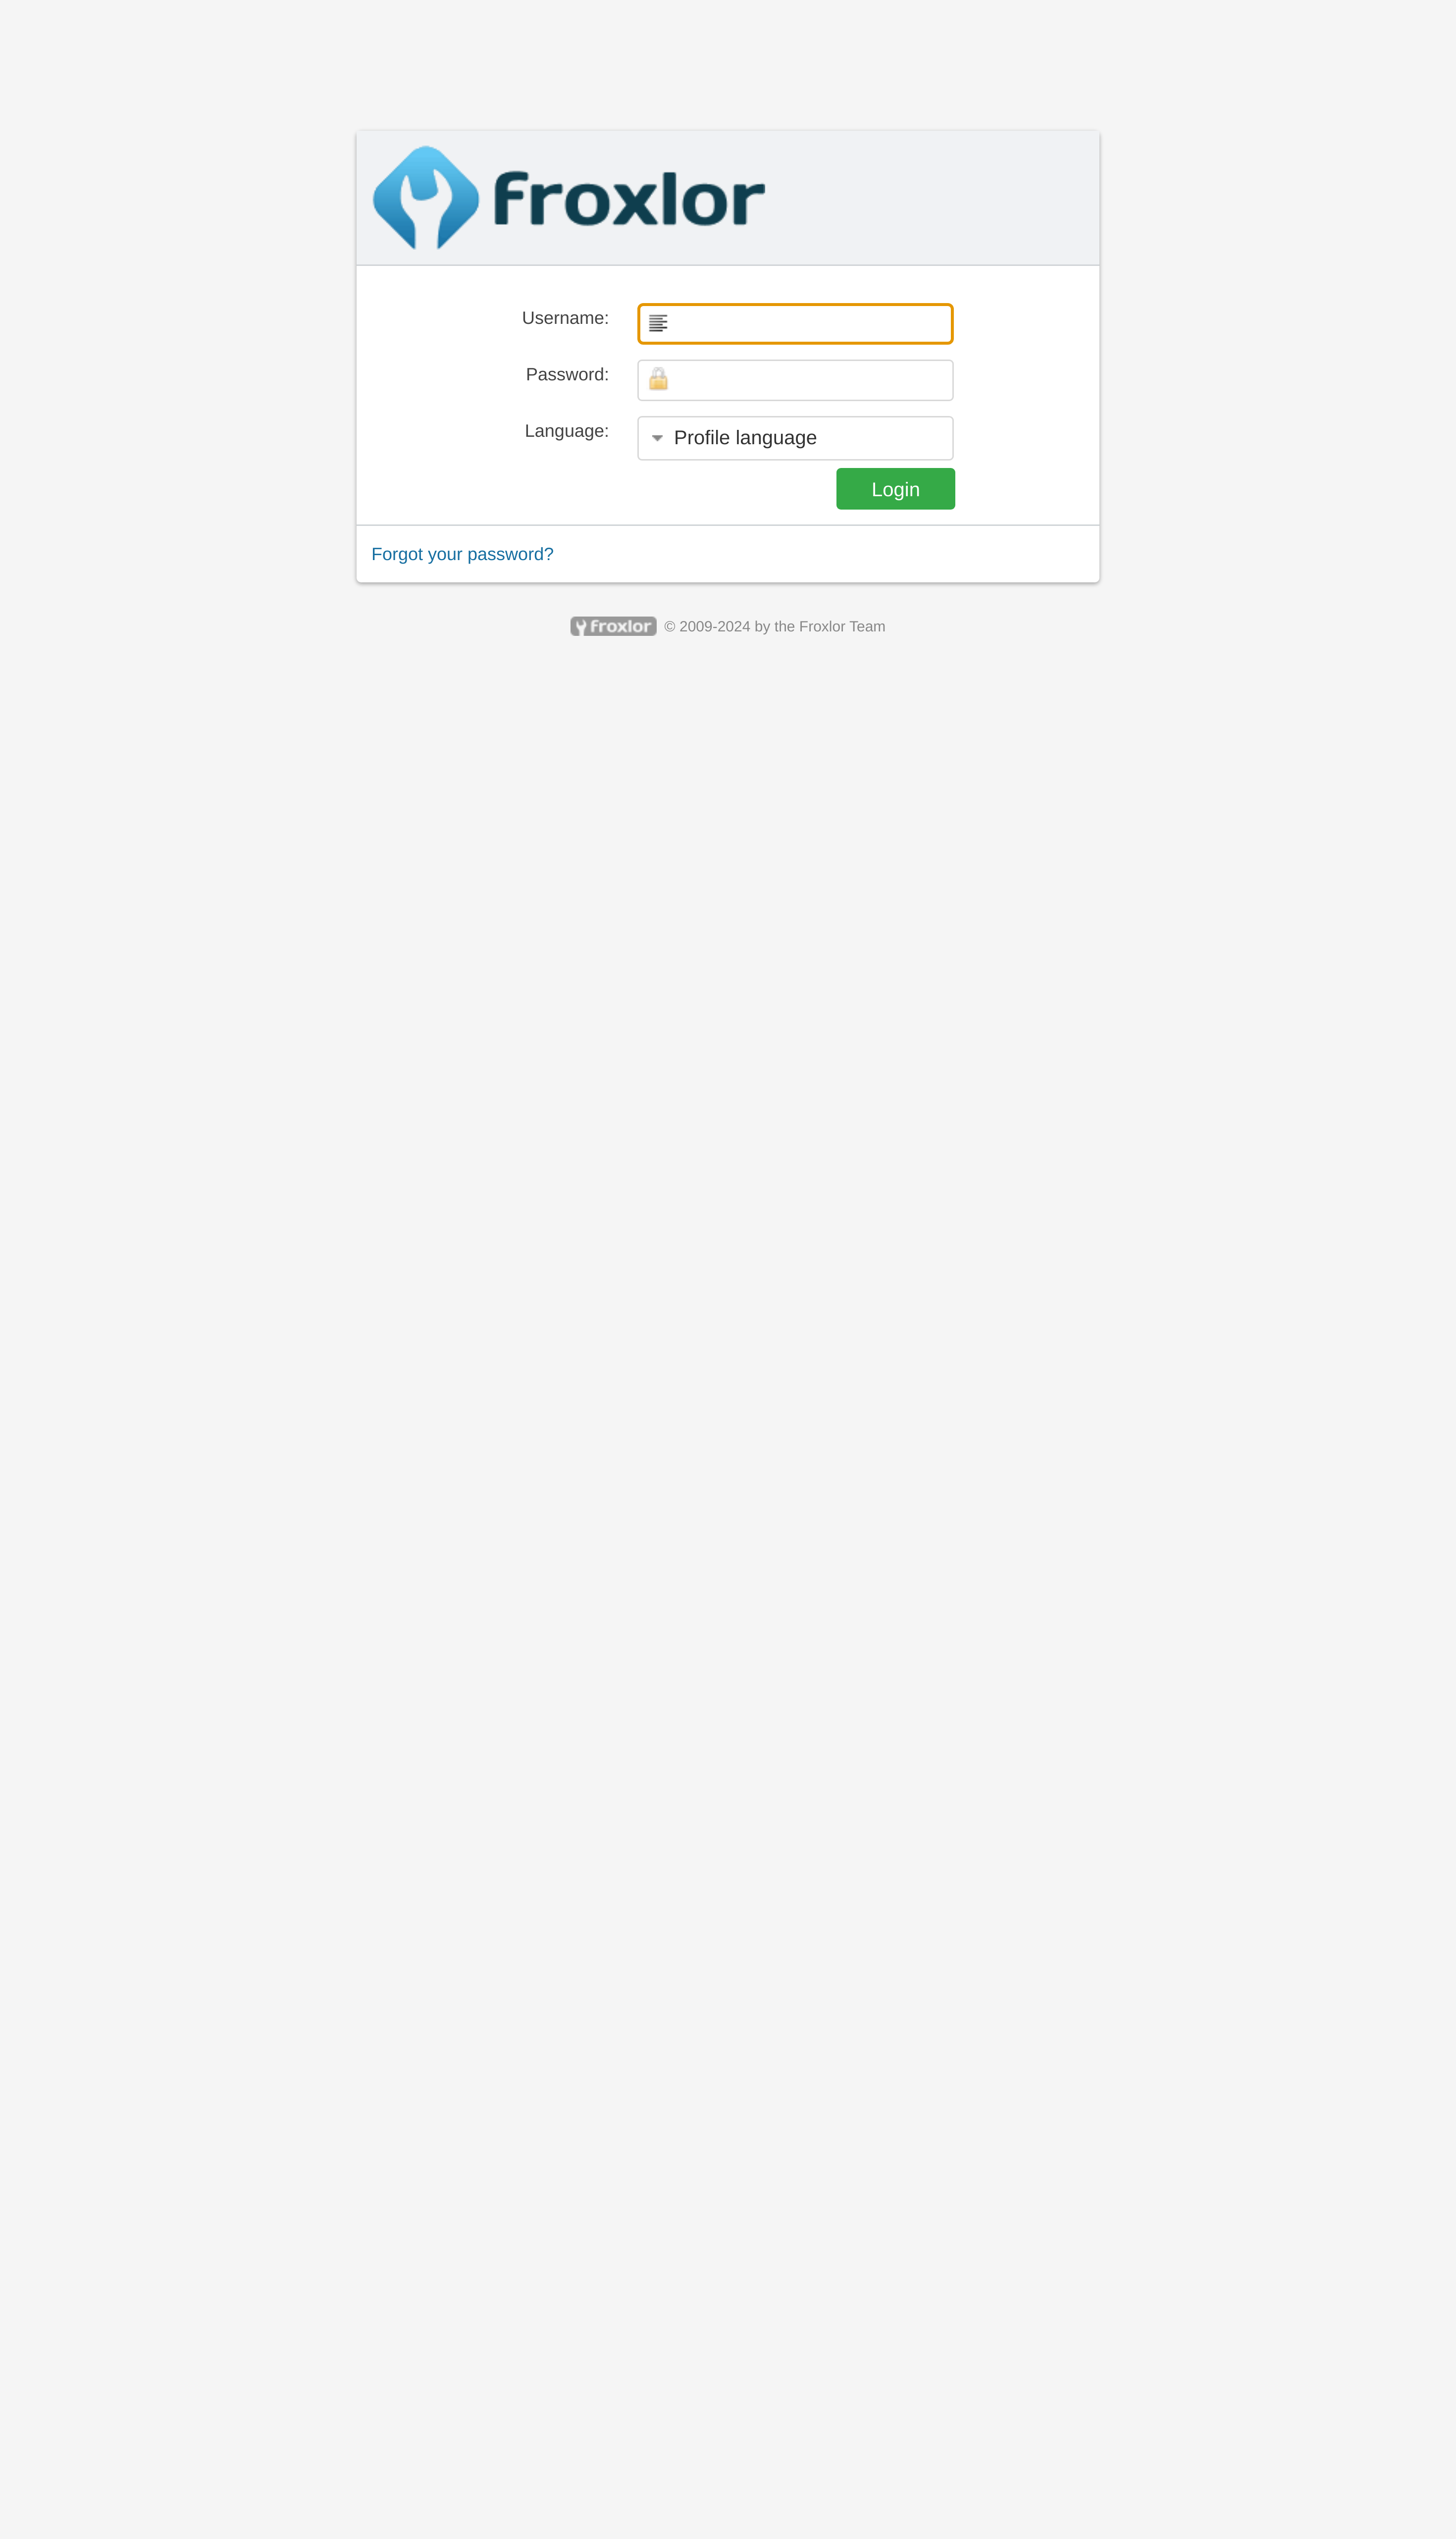 froxlor
Username:
Password:
Language: Profile language
Login
Forgot your password?
froxlor © 2009-2024 by the Froxlor Team